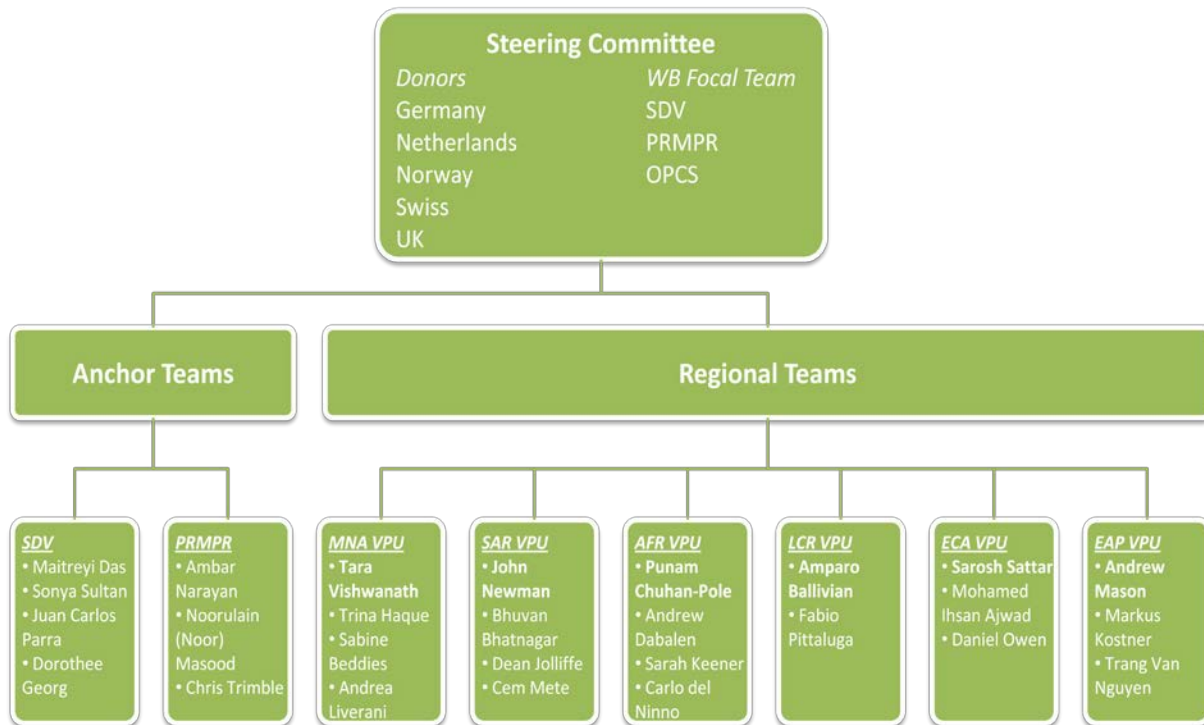 Steering Committee
Donors
Germany
Netherlands
Norway
Swiss
UK
WB Focal Team
SDV
PRMPR
OPCS
Anchor Teams
Regional Teams
SDV
• Maitreyi Das
• Sonya Sultan
• Juan Carlos
Parra
• Dorothee
Georg
PRMPR
• Ambar
Narayan
• Noorulain
(Noor)
Masood
• Chris Trimble
MNA VPU
• Tara
Vishwanath
• Trina Haque
• Sabine
Beddies
• Andrea
Liverani
SAR VPU
• John
Newman
• Bhuvan
Bhatnagar
• Dean Jolliffe
• Cem Mete
AFR VPU
• Punam
Chuhan-Pole
• Andrew
Dabalen
• Sarah Keener
• Carlo del
Ninno
LCR VPU
• Amparo
Ballivian
• Fabio
Pittaluga
ECA VPU
• Sarosh Sattar
• Mohamed
Ihsan Ajwad
• Daniel Owen
EAP VPU
• Andrew
Mason
• Markus
Kostner
• Trang Van
Nguyen